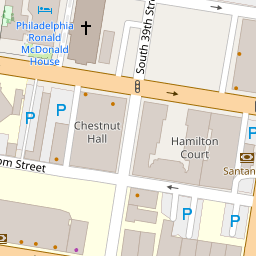 Philadelphia
Ronald
McDonald
House
South 39th Str
P
P
P
Chestnut
Hall
Hamilton
Court
Santan
om Street
P
P
P